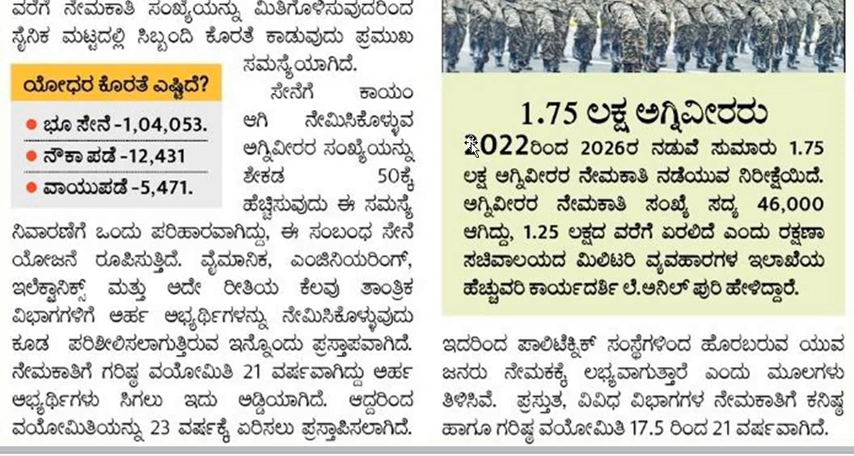 ವರೆಗೆ ನೇಮಕಾತಿ ಸಂಖ್ಯೆಯನ್ನು ಮಿತಿಗೊಳಿಸುವುದರಿಂದ
ಸೈನಿಕ ಮಟ್ಟದಲ್ಲಿ ಸಿಬ್ಬಂದಿ ಕೊರತೆ ಕಾಡುವುದು ಪ್ರಮುಖ
ಸಮಸ್ಯೆಯಾಗಿದೆ.
ಯೋಧರ ಕೊರತೆ ಎಷ್ಟಿದೆ?
ಭೂ ಸೇನೆ -1,04,053.
ನೌಕಾ ಪಡೆ -12,431
ವಾಯುಪಡೆ -5,471.
ಸೇನೆಗೆ ಕಾಯಂ
ಆಗಿ ನೇಮಿಸಿಕೊಳ್ಳುವ
ಅಗ್ನಿವೀರರ ಸಂಖ್ಯೆಯನ್ನು
ಶೇಕಡ 50ಕ್ಕೆ
ಹೆಚ್ಚಿಸುವುದು ಈ ಸಮಸ್ಯೆ
ನಿವಾರಣೆಗೆ ಒಂದು ಪರಿಹಾರವಾಗಿದ್ದು, ಈ ಸಂಬಂಧ ಸೇನೆ
ಯೋಜನೆ ರೂಪಿಸುತ್ತಿದೆ. ವೈಮಾನಿಕ, ಎಂಜಿನಿಯರಿಂಗ್,
ಇಲೆಕ್ಟ್ರಾನಿಕ್ಸ್ ಮತ್ತು ಅದೇ ರೀತಿಯ ಕೆಲವು ತಾಂತ್ರಿಕ
ವಿಭಾಗಗಳಿಗೆ ಅರ್ಹ ಅಭ್ಯರ್ಥಿಗಳನ್ನು ನೇಮಿಸಿಕೊಳ್ಳುವುದು
ಕೂಡ ಪರಿಶೀಲಿಸಲಾಗುತ್ತಿರುವ ಇನ್ನೊಂದು ಪ್ರಸ್ತಾಪವಾಗಿದೆ.
ನೇಮಕಾತಿಗೆ ಗರಿಷ್ಠ ವಯೋಮಿತಿ 21 ವರ್ಷವಾಗಿದ್ದು ಅರ್ಹ
ಅಭ್ಯರ್ಥಿಗಳು ಸಿಗಲು ಇದು ಅಡ್ಡಿಯಾಗಿದೆ. ಆದ್ದರಿಂದ
ವಯೋಮಿತಿಯನ್ನು 23 ವರ್ಷಕ್ಕೆ ಏರಿಸಲು ಪ್ರಸ್ತಾಪಿಸಲಾಗಿದೆ.
1.75 ಲಕ್ಷ ಅಗ್ನಿವೀರರು
2022ರಿಂದ 2026ರ ನಡುವೆ ಸುಮಾರು 1.75
ಲಕ್ಷ ಅಗ್ನಿವೀರರ ನೇಮಕಾತಿ ನಡೆಯುವ ನಿರೀಕ್ಷೆಯಿದೆ.
ಅಗ್ನಿವೀರರ ನೇಮಕಾತಿ ಸಂಖ್ಯೆ ಸದ್ಯ 46,000
ಆಗಿದ್ದು, 1.25 ಲಕ್ಷದ ವರೆಗೆ ಏರಲಿದೆ ಎಂದು ರಕ್ಷಣಾ
ಸಚಿವಾಲಯದ ಮಿಲಿಟರಿ ವ್ಯವಹಾರಗಳ ಇಲಾಖೆಯ
ಹೆಚ್ಚುವರಿ ಕಾರ್ಯದರ್ಶಿ ಲೆ.ಅನಿಲ್ ಪುರಿ ಹೇಳಿದ್ದಾರೆ.
ಇದರಿಂದ ಪಾಲಿಟೆಕ್ನಿಕ್ ಸಂಸ್ಥೆಗಳಿಂದ ಹೊರಬರುವ ಯುವ
ಜನರು ನೇಮಕಕ್ಕೆ ಲಭ್ಯವಾಗುತ್ತಾರೆ ಎಂದು ಮೂಲಗಳು
ತಿಳಿಸಿವೆ. ಪ್ರಸ್ತುತ, ವಿವಿಧ ವಿಭಾಗಗಳ ನೇಮಕಾತಿಗೆ ಕನಿಷ್ಠ
ಹಾಗೂ ಗರಿಷ್ಠ ವಯೋಮಿತಿ 17.5 ರಿಂದ 21 ವರ್ಷವಾಗಿದೆ.